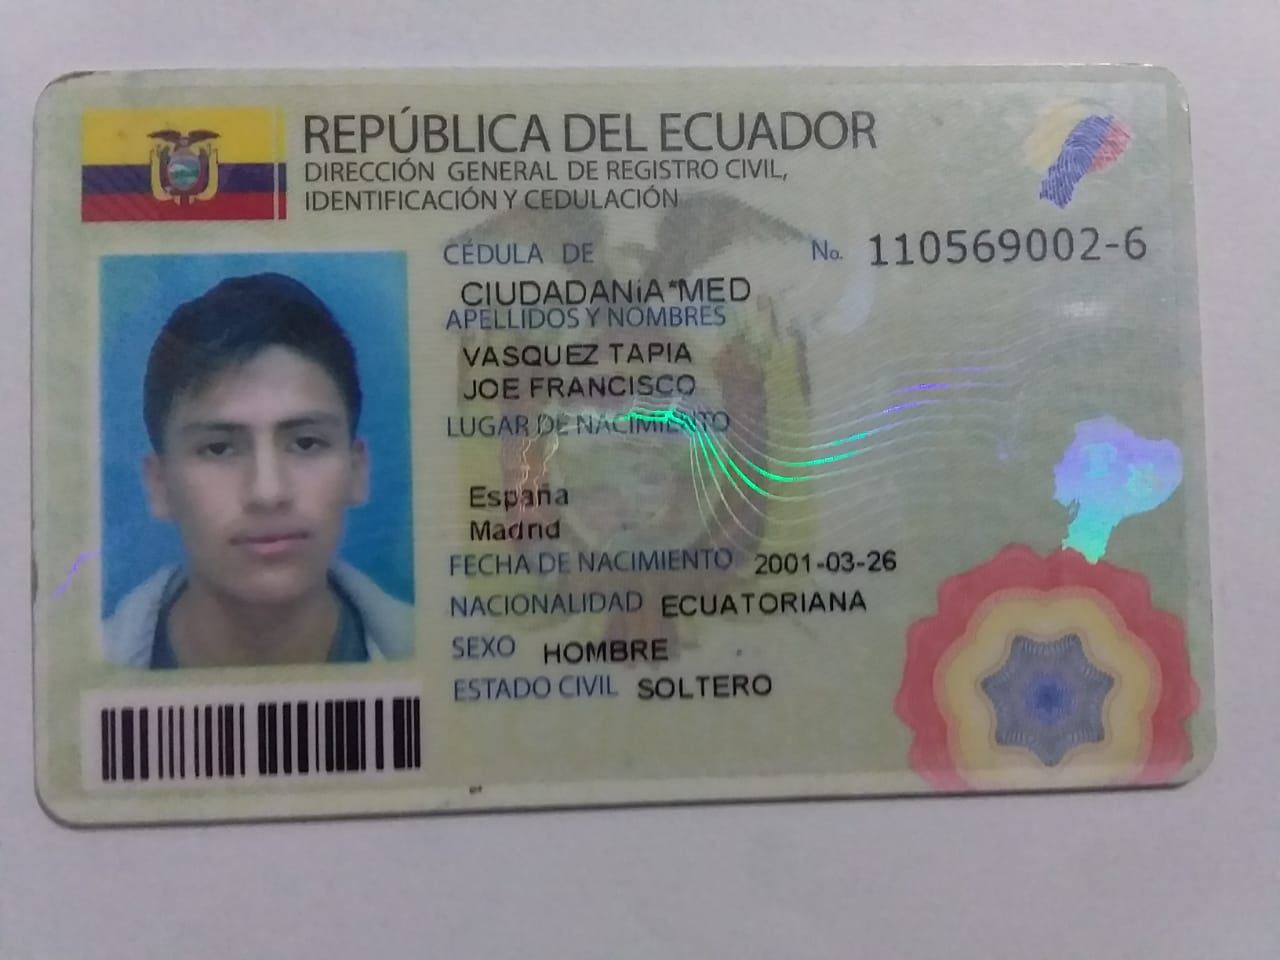 REPÚBLICA DEL ECUADOR
DIRECCIÓN GENERAL DE REGISTRO CIVIL,
IDENTIFICACIÓN Y CEDULACIÓN
CÉDULA DE No. 110569002-6
CIUDADANíA*MED
APELLIDOS Y NOMBRES
VASQUEZ TAPIA
JOE FRANCISCO
LUGAR DE NACIMIENTO
España
Madrid
FECHA DE NACIMIENTO 2001-03-26
NACIONALIDAD ECUATORIANA
SEXO HOMBRE
ESTADO CIVIL SOLTERO